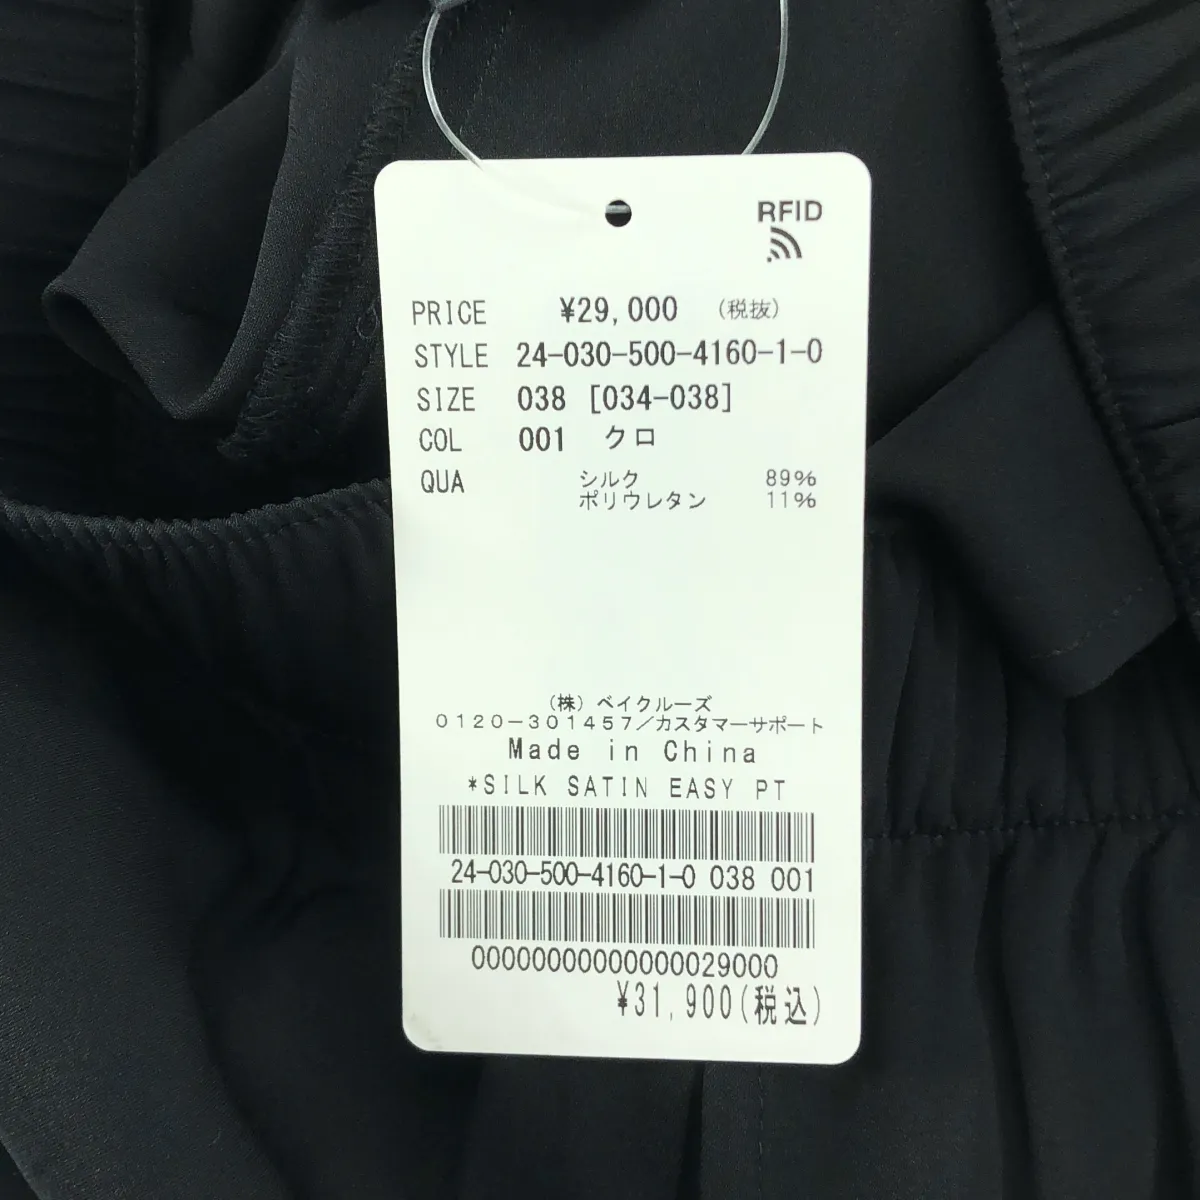 RFID
PRICE ¥29,000 (税抜)
STYLE 24-030-500-4160-1-0
SIZE 038 [034-038]
COL 001 クロ
QUA シルク 89%
ポリウレタン 11%
(株) ベイクルーズ
0120-301457/カスタマーサポート
Made in China
*SILK SATIN EASY PT
24-030-500-4160-1-0 038 001
00000000000000029000
¥31,900(税込)